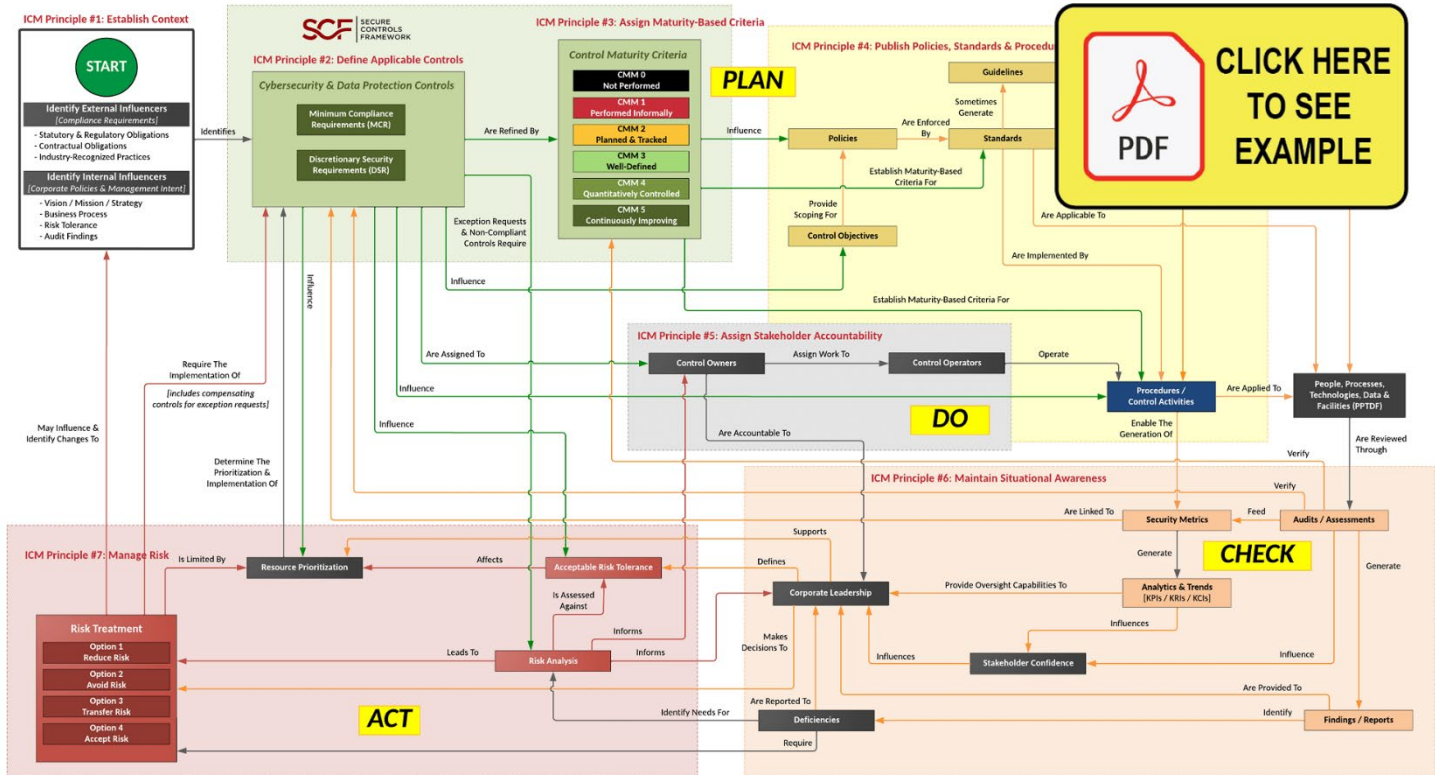 ICM Principle #1: Establish Context
START
Identify External Influencers
[Compliance Requirements]
- Statutory & Regulatory Obligations
- Contractual Obligations
- Industry-Recognized Practices
Identify Internal Influencers
[Corporate Policies & Management Intent]
- Vision / Mission / Strategy
- Business Process
- Risk Tolerance
- Audit Findings
Identifies
SCF
SECURE
CONTROLS
FRAMEWORK
ICM Principle #2: Define Applicable Controls
Cybersecurity & Data Protection Controls
Minimum Compliance
Requirements (MCR)
Discretionary Security
Requirements (DSR)
Are Refined By
Exception Requests
& Non-Compliant
Controls Require
ICM Principle #3: Assign Maturity-Based Criteria
Control Maturity Criteria
CMM 0
Not Performed
CMM 1
Performed Informally
CMM 2
Planned & Tracked
CMM 3
Well-Defined
CMM 4
Quantitatively Controlled
CMM 5
Continuously Improving
PLAN
Influence
ICM Principle #4: Publish Policies, Standards &
Guidelines
Sometimes
Generate
Policies
Are Enforced
By
Standards
Establish Maturity-Based
Criteria For
Provide
Scoping For
Control Objectives
Are Applicable To
Are Implemented By
CLICK HERE
TO SEE
EXAMPLE
PDF
Influence
Influence
Establish Maturity-Based Criteria For
ICM Principle #5: Assign Stakeholder Accountability
Are Assigned To
Control Owners
Assign Work To
Control Operators
Operate
Influence
Procedures /
Control Activities
Are Applied To
People, Processes,
Technologies, Data &
Facilities (PPTDF)
DO
Require The
Implementation Of
[includes compensating
controls for exception requests]
May Influence &
Identify Changes To
Influence
Are Accountable To
Enable The
Generation Of
Are Reviewed
Through
Determine The
Prioritization &
Implementation Of
Verify
ICM Principle #6: Maintain Situational Awareness
Verify
Are Linked To
Security Metrics
Feed
Audits / Assessments
CHECK
Supports
Generate
Generate
Defines
Provide Oversight Capabilities To
Analytics & Trends
[KPIs / KRIs / KCIs]
Corporate Leadership
Influences
Influences
Stakeholder Confidence
Influence
Makes
Decisions To
Are Provided To
Are Reported To
Deficiencies
Identify
Findings / Reports
Require
ICM Principle #7: Manage Risk
Is Limited By
Resource Prioritization
Affects
Acceptable Risk Tolerance
Is Assessed
Against
Informs
Informs
Risk Treatment
Option 1
Reduce Risk
Option 2
Avoid Risk
Option 3
Transfer Risk
Option 4
Accept Risk
Leads To
Risk Analysis
Identify Needs For
ACT